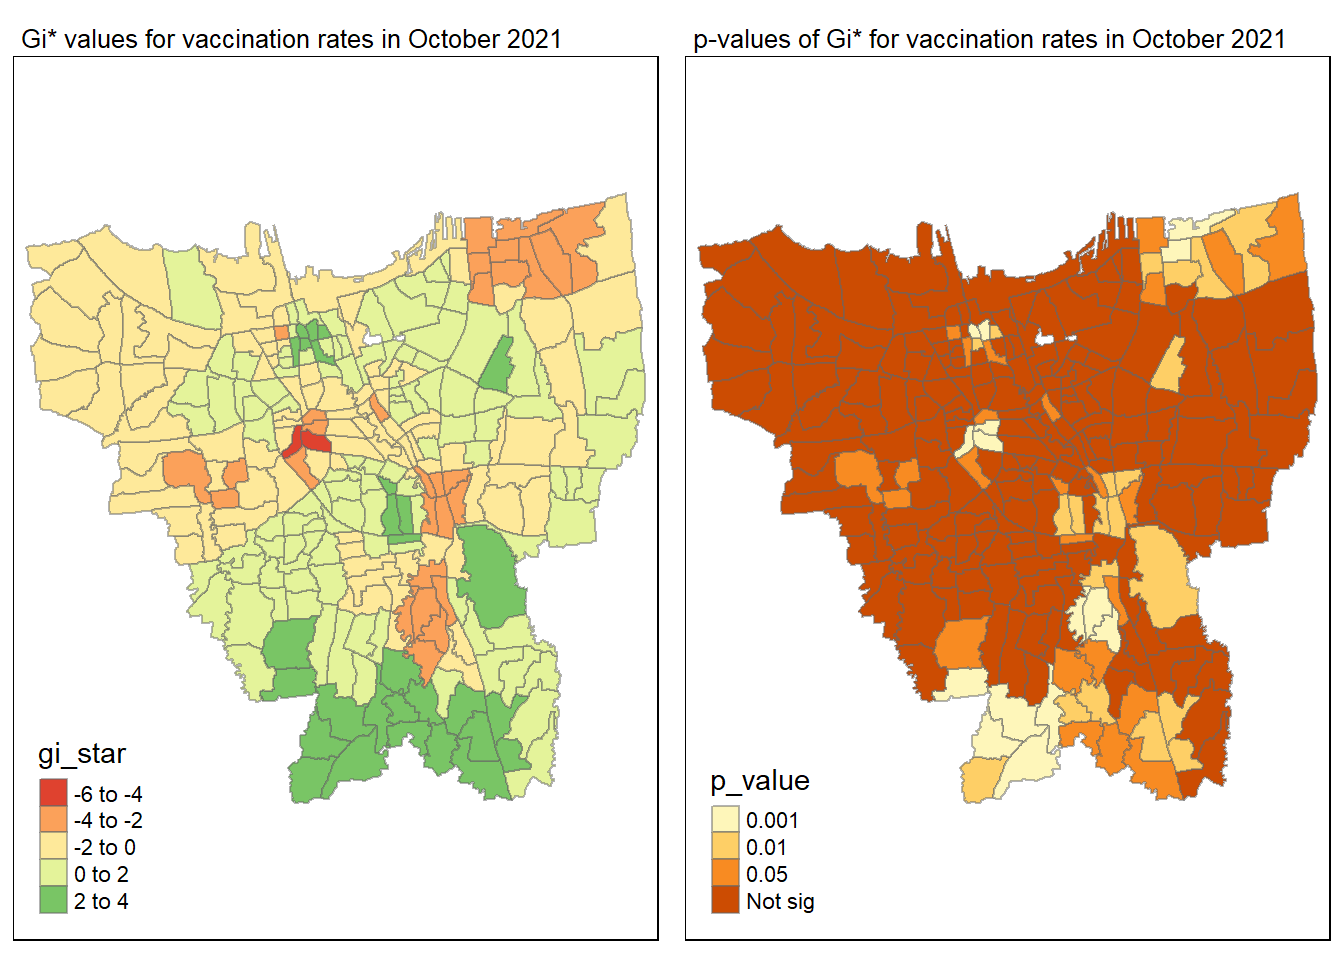 Gi* values for vaccination rates in October 2021
p-values of Gi* for vaccination rates in October 2021
gi_star
-6 to -4
-4 to -2
-2 to 0
0 to 2
2 to 4
p_value
0.001
0.01
0.05
Not sig